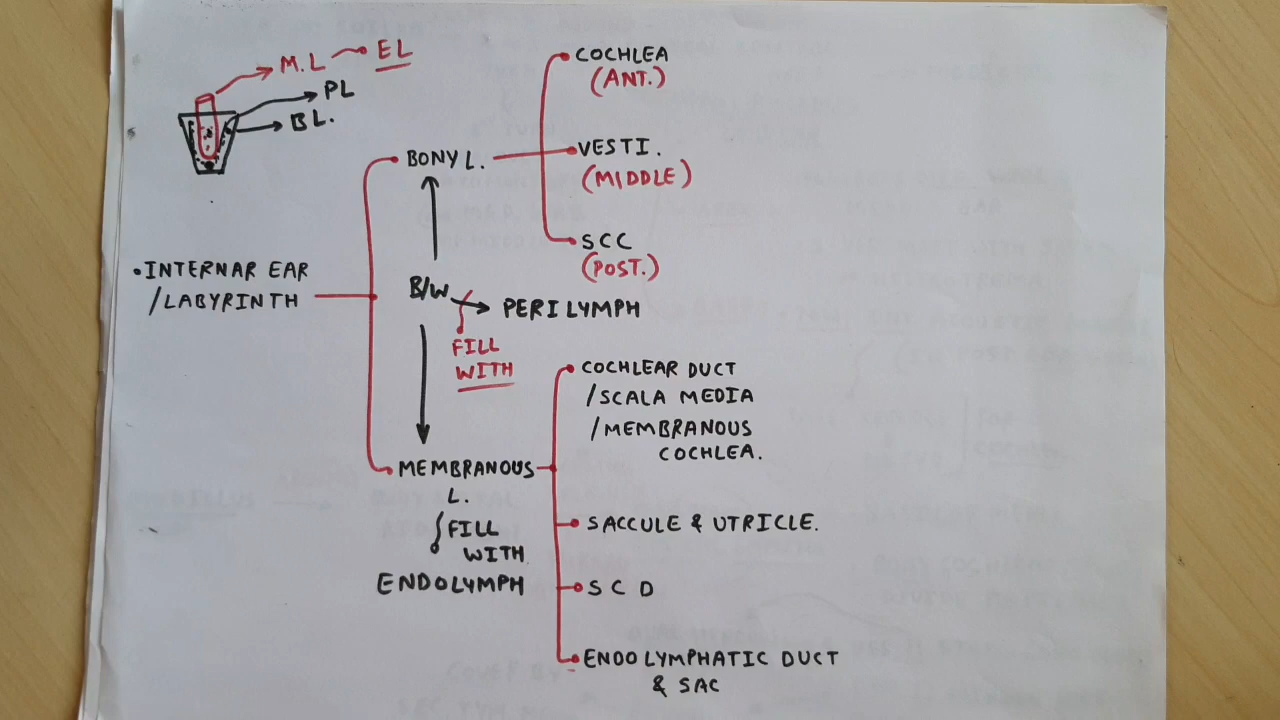 M.L EL
PL
BL.
COCHLEA
(ANT.)
BONY L.
VESTI.
(MIDDLE)
SCC
(POST.)
•INTERNAR EAR
/LABYRINTH
B/W
PERILYMPH
FILL
WITH
COCHLEAR DUCT
/SCALA MEDIA
/MEMBRANOUS
COCHLEA.
MEMBRANOUS
L.
FILL
WITH
ENDOLYMPH
SACCULE & UTRICLE.
SCD
ENDOLYMPHATIC DUCT
& SAC